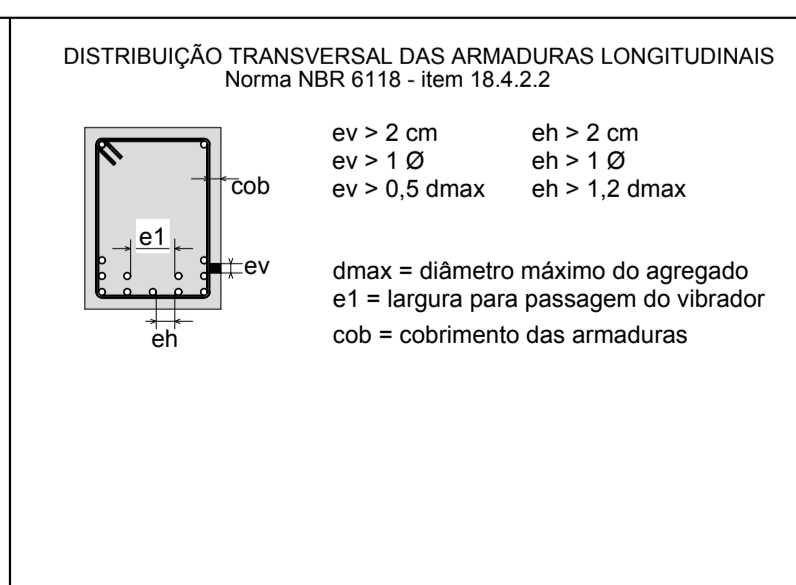 DISTRIBUIÇÃO TRANSVERSAL DAS ARMADURAS LONGITUDINAIS
Norma NBR 6118 - item 18.4.2.2
ev > 2 cm
ev > 1 Ø
ev > 0,5 dmax
eh > 2 cm
eh > 1 Ø
eh > 1,2 dmax
cob
e1
ev
eh
dmax = diâmetro máximo do agregado
e1 = largura para passagem do vibrador
cob = cobrimento das armaduras